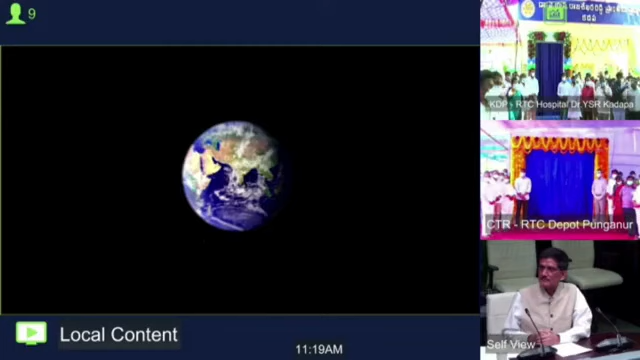 9
KDP - RTC Hospital Dr.YSR Kadapa
CTR - RTC Depot Punganur
Self View
Local Content
11:19AM